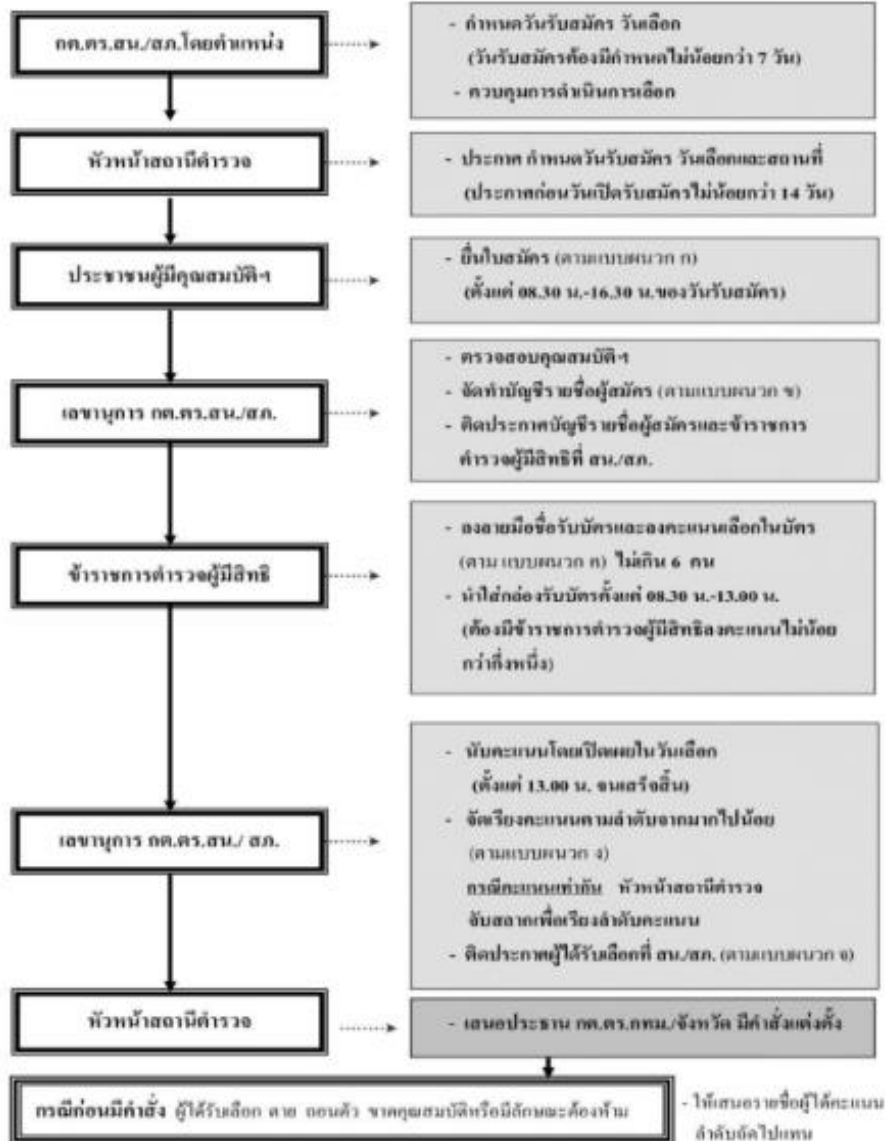 กต.ตร.สน./สภ.โดยตำแหน่ง
- กำหนดวันรับสมัคร วันเลือก
(วันรับสมัครต้องมีกำหนดไม่น้อยกว่า 7 วัน)
- ควบคุมการดำเนินการเลือก
หัวหน้าสถานีตำรวจ
- ประกาศ กำหนดวันรับสมัคร วันเลือกและสถานที่
(ประกาศก่อนวันเปิดรับสมัครไม่น้อยกว่า 14 วัน)
ประชาชนผู้มีคุณสมบัติฯ
- ยื่นใบสมัคร (ตามแบบผนวก ก)
(ตั้งแต่ 08.30 น.-16.30 น.ของวันรับสมัคร)
เลขานุการ กต.ตร.สน./สภ.
- ตรวจสอบคุณสมบัติฯ
- จัดทำบัญชีรายชื่อผู้สมัคร (ตามแบบผนวก ข)
- ติดประกาศบัญชีรายชื่อผู้สมัครและข้าราชการ
ตำรวจผู้มีสิทธิที่ สน./สภ.
ข้าราชการตำรวจผู้มีสิทธิ
- ลงลายมือชื่อรับบัตรและลงคะแนนเลือกในบัตร
(ตาม แบบผนวก ค) ไม่เกิน 6 คน
- นำใส่กล่องรับบัตรตั้งแต่ 08.30 น.-13.00 น.
(ต้องมีข้าราชการตำรวจผู้มีสิทธิลงคะแนนไม่น้อย
กว่ากึ่งหนึ่ง)
เลขานุการ กต.ตร.สน./ สภ.
- นับคะแนนโดยเปิดเผยในวันเลือก
(ตั้งแต่ 13.00 น. จนเสร็จสิ้น)
- จัดเรียงคะแนนตามลำดับจากมากไปน้อย
(ตามแบบผนวก ง)
กรณีคะแนนเท่ากัน หัวหน้าสถานีตำรวจ
จับสลากเพื่อเรียงลำดับคะแนน
- ติดประกาศผู้ได้รับเลือกที่ สน./สภ. (ตามแบบผนวก จ)
หัวหน้าสถานีตำรวจ
- เสนอประธาน กต.ตร.กทม./จังหวัด มีคำสั่งแต่งตั้ง
กรณีก่อนมีคำสั่ง ผู้ได้รับเลือก ตาย ถอนตัว ขาดคุณสมบัติหรือมีลักษณะต้องห้าม
- ให้เสนอรายชื่อผู้ได้คะแนน
ลำดับถัดไปแทน